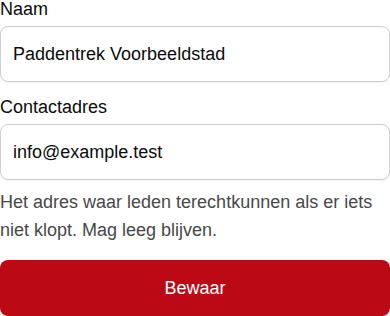 Naam
Paddentrek Voorbeeldstad
Contactadres
info@example.test
Het adres waar leden terechtkunnen als er iets
niet klopt. Mag leeg blijven.
Bewaar